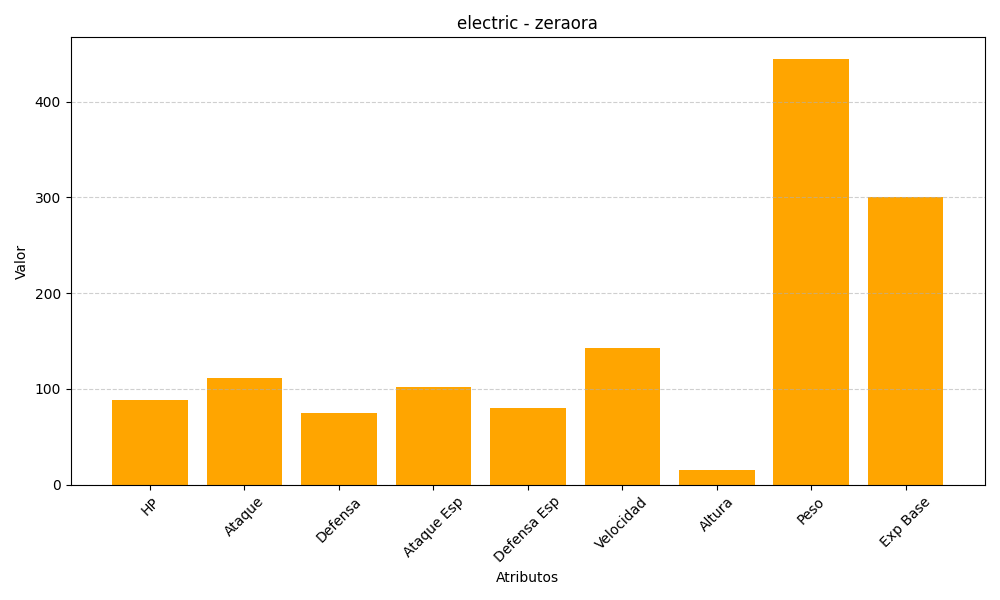 electric - zeraora
Valor
400
300
200
100
0
HP
Ataque
Defensa
Ataque Esp
Defensa Esp
Velocidad
Altura
Peso
Exp Base
Atributos